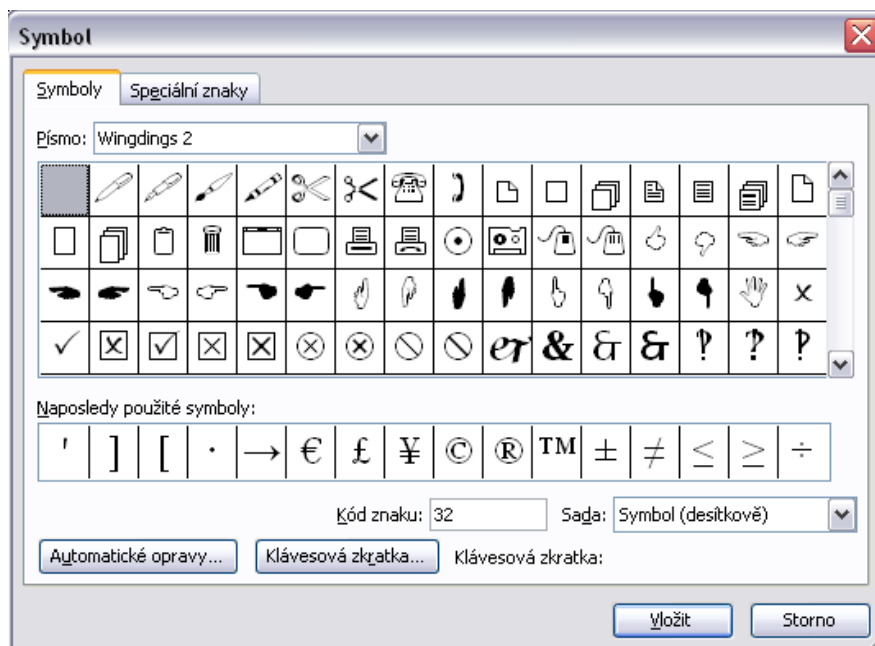 Symbol
Symboly Speciální znaky
Písmo: Wingdings 2
Naposledy použité symboly:
' ] [ · → € £ ¥ © ® ™ ± ≠ ≤ ≥ ÷
Kód znaku: 32 Sada: Symbol (desítkově)
Automatické opravy... Klávesová zkratka... Klávesová zkratka:
Vložit Storno